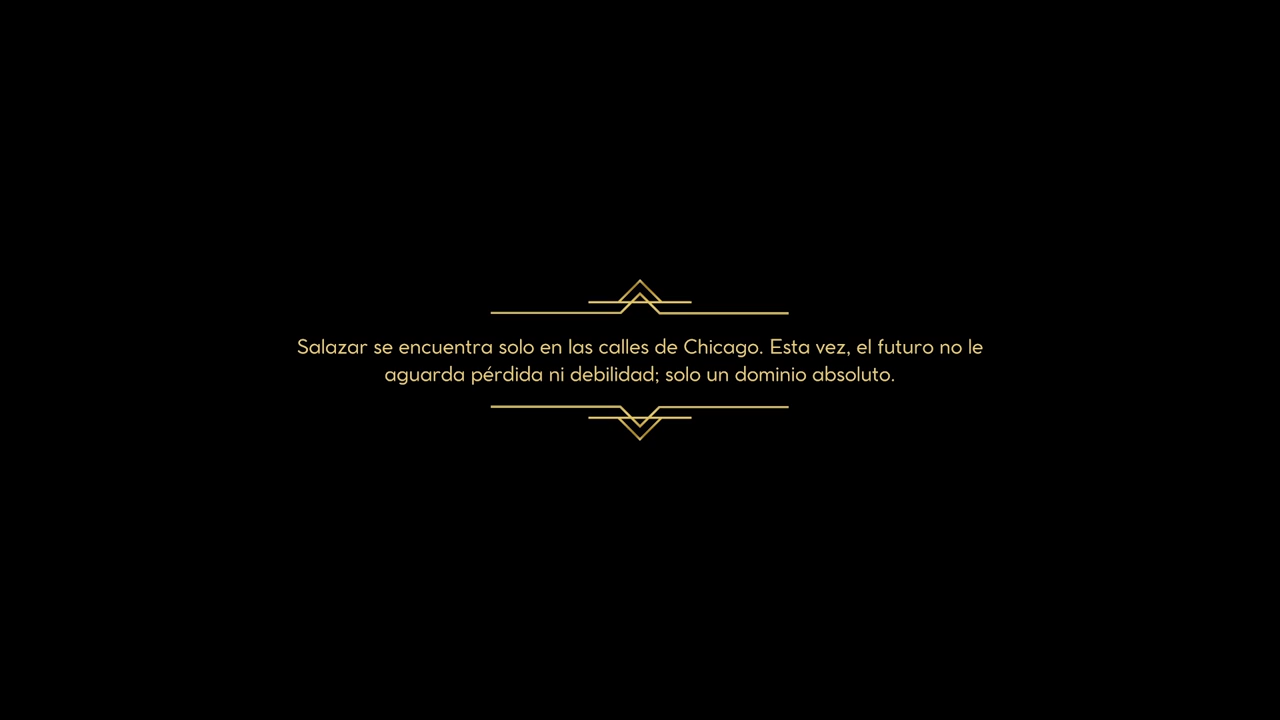 Salazar se encuentra solo en las calles de Chicago. Esta vez, el futuro no le
aguarda pérdida ni debilidad; solo un dominio absoluto.